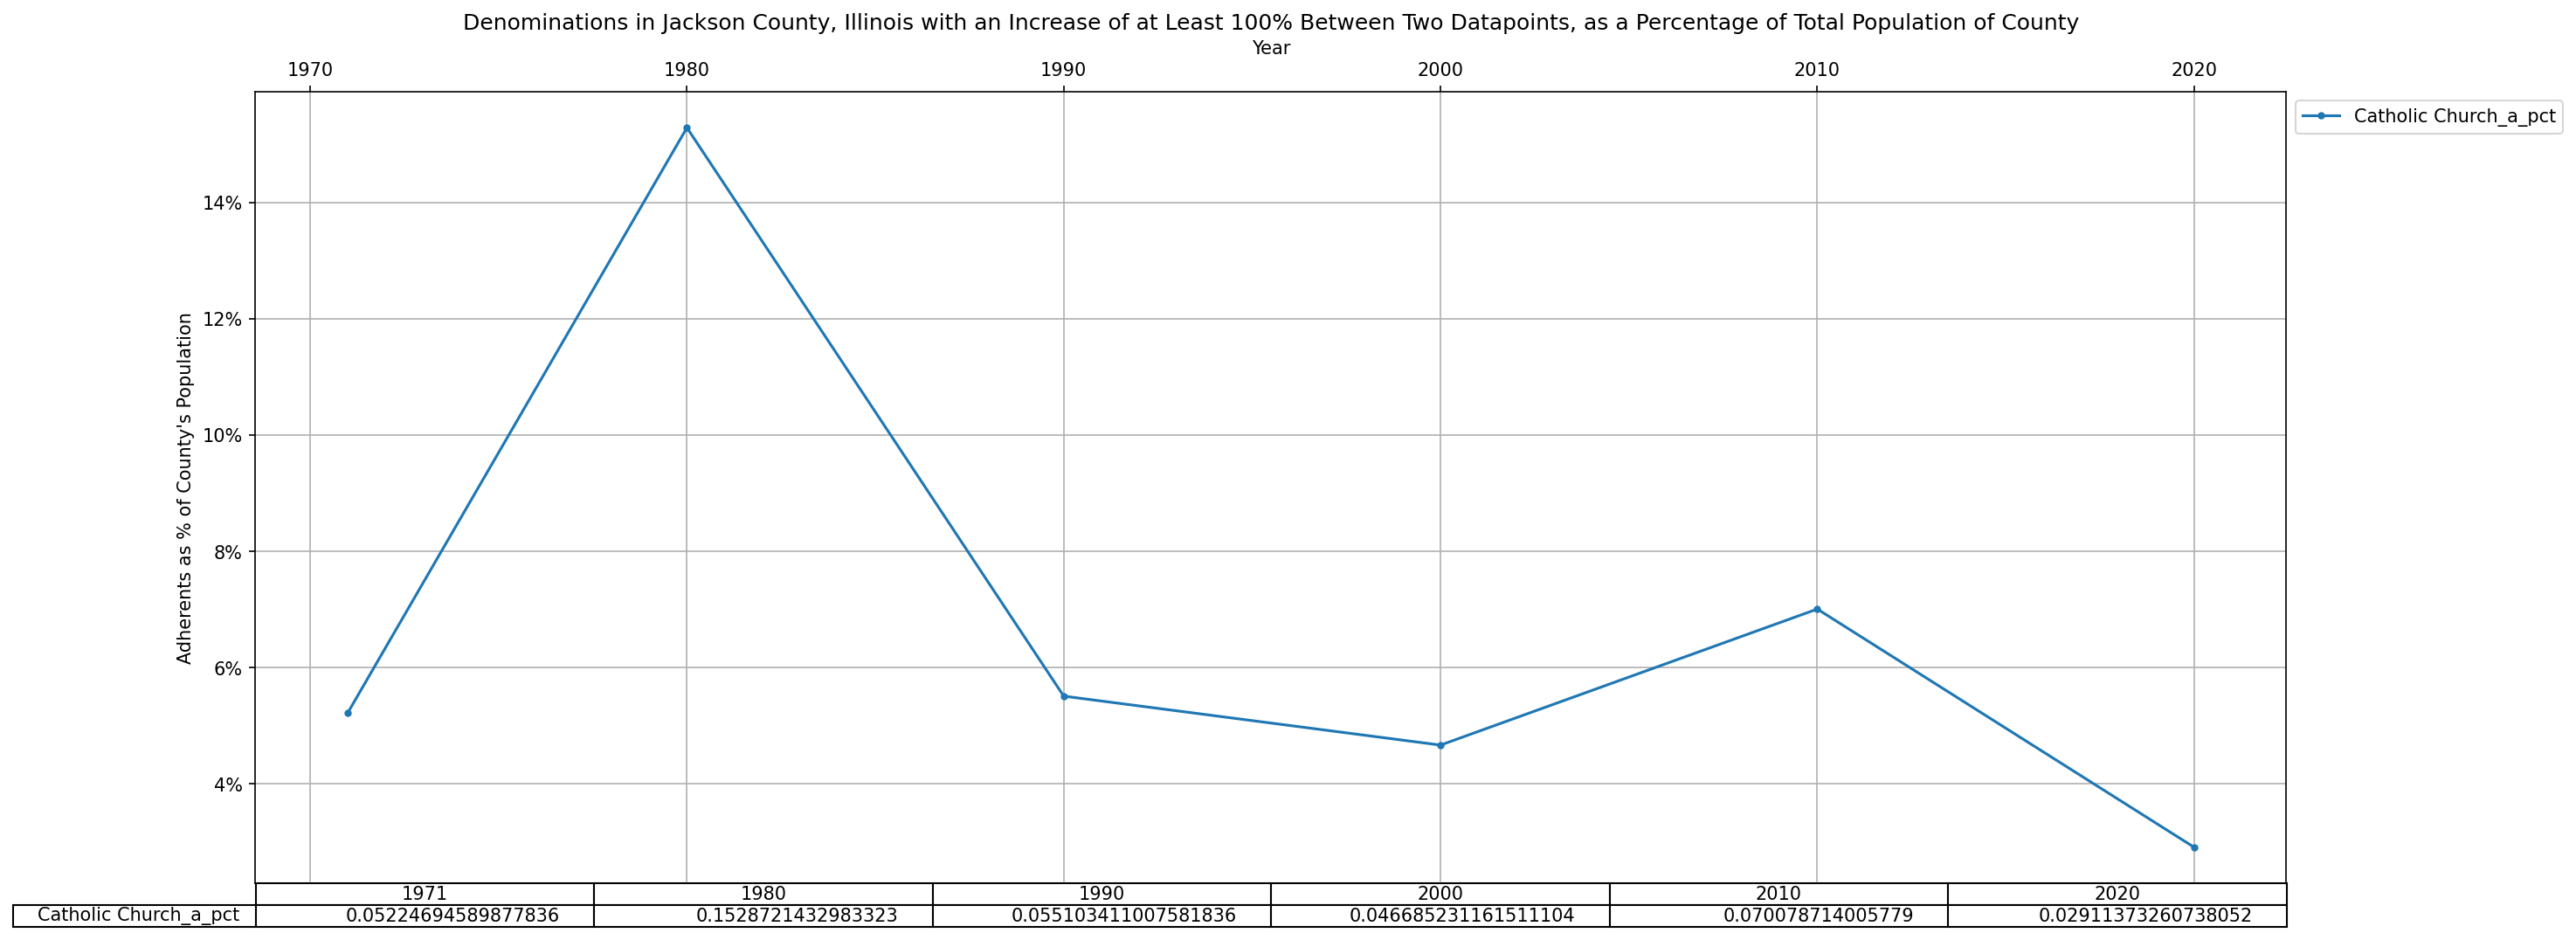 Denominations in Jackson County, Illinois with an Increase of at Least 100% Between Two Datapoints, as a Percentage of Total Population of County
Year
1970 1980 1990 2000 2010 2020
Catholic Church_a_pct
Adherents as % of County's Population
14%
12%
10%
8%
6%
4%
1971 1980 1990 2000 2010 2020
Catholic Church_a_pct 0.05224694589877836 0.1528721432983323 0.0551034110075818​36 0.046685231161511104 0.070078714005779 0.02911373260738052